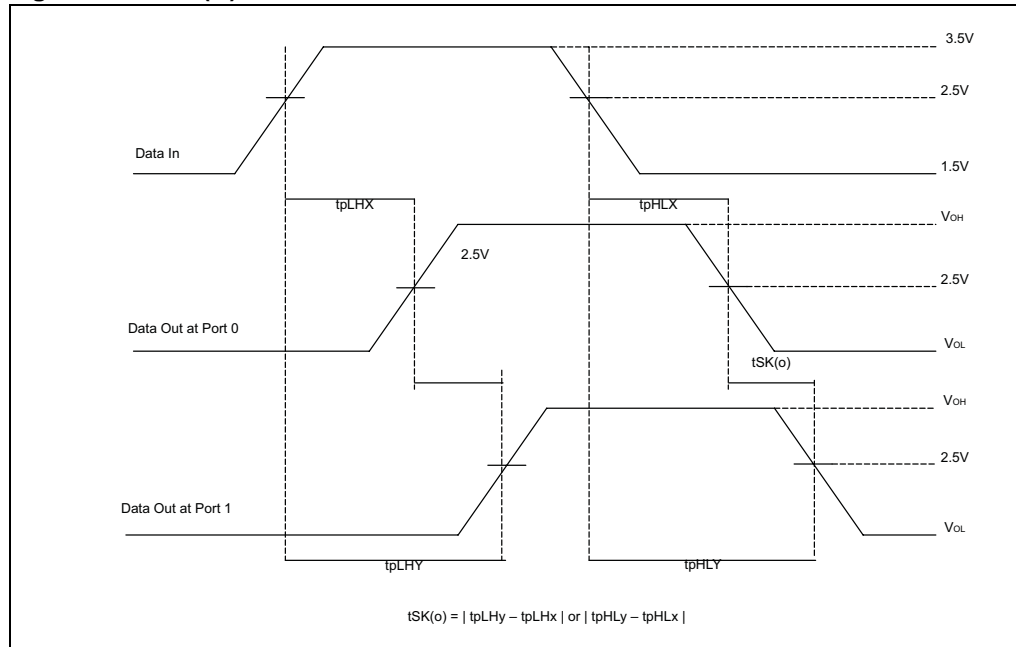 3.5V
2.5V
Data In
1.5V
tpLHX
tpHLX
VOH
2.5V
2.5V
Data Out at Port 0
VOL
tSK(o)
VOH
2.5V
Data Out at Port 1
VOL
tpLHY
tpHLY
tSK(o) = | tpLHy – tpLHx | or | tpHLy – tpHLx |